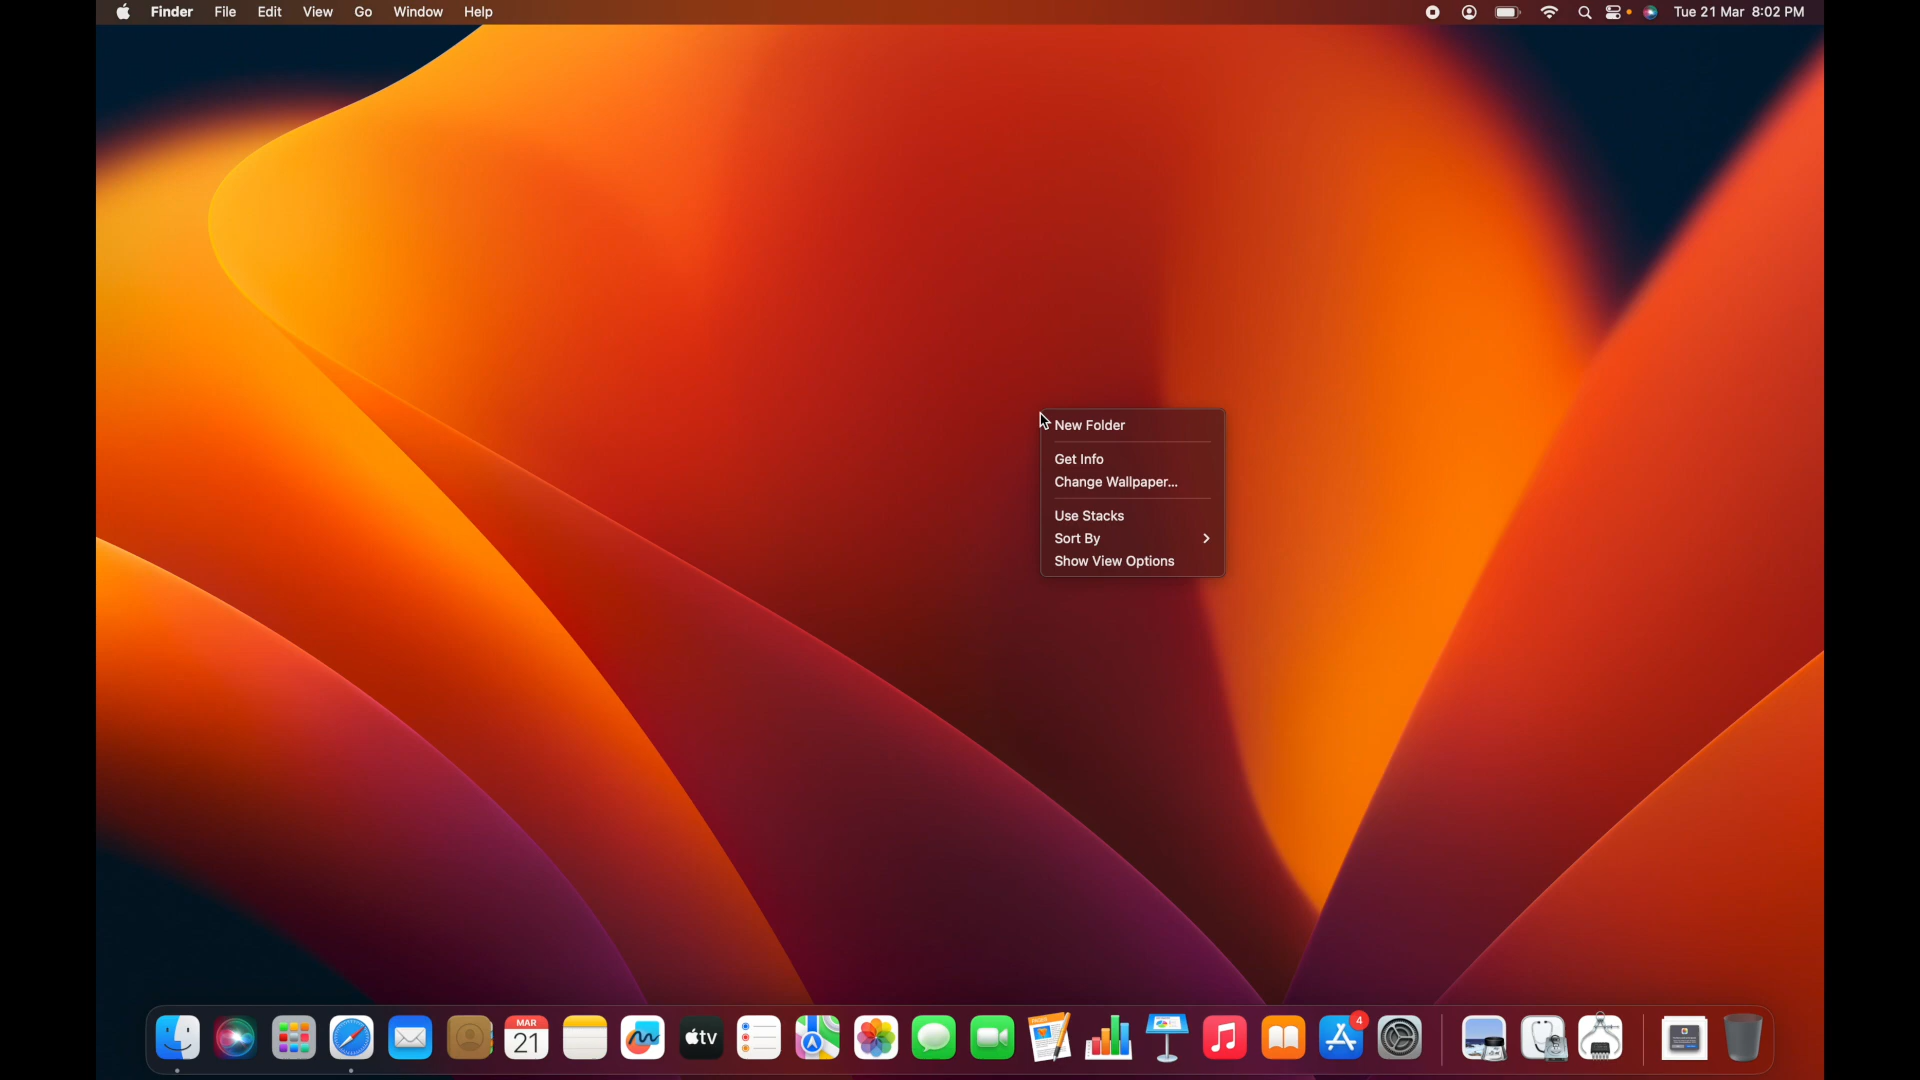 Finder File Edit View Go Window Help
Tue 21 Mar 8:02 PM
New Folder
Get Info
Change Wallpaper...
Use Stacks
Sort By
Show View Options
MAR
21
tv
4